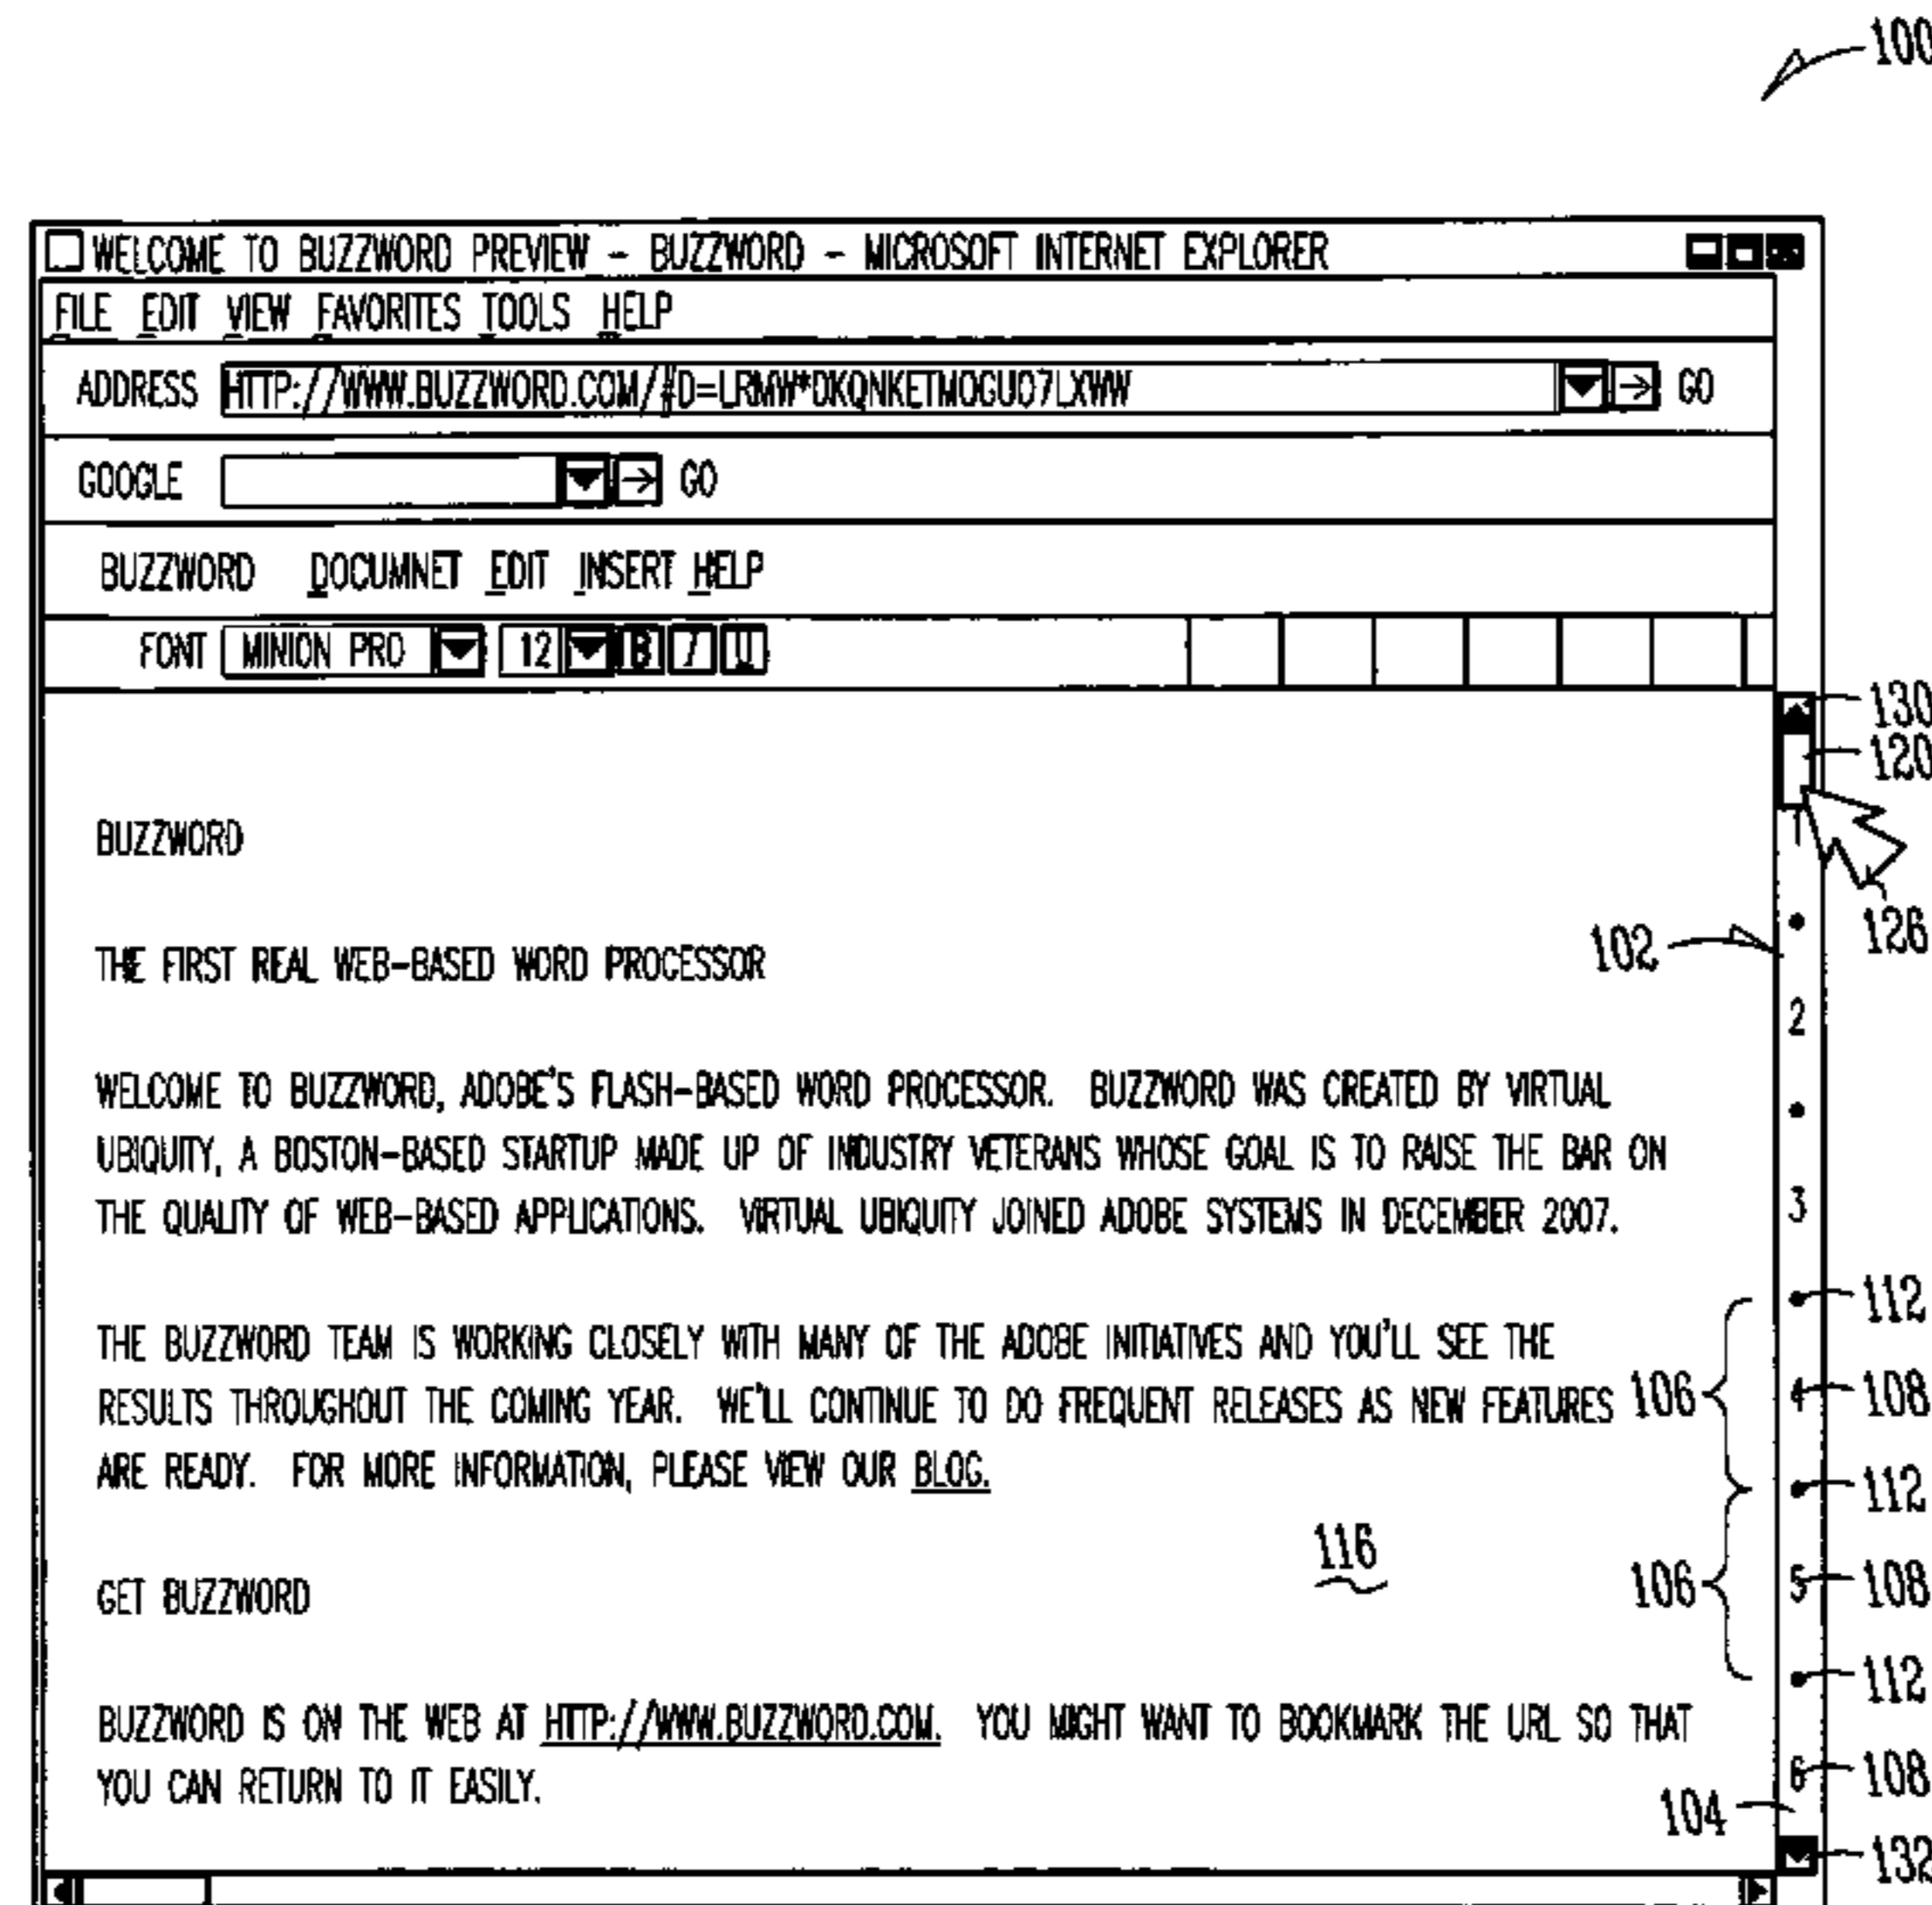 100
WELCOME TO BUZZWORD PREVIEW - BUZZWORD - MICROSOFT INTERNET EXPLORER
FILE EDIT VIEW FAVORITES TOOLS HELP
ADDRESS HTTP://WWW.BUZZWORD.COM/#D=LRMW*DKQNKETMOGUO7LXWW GO
GOOGLE GO
BUZZWORD DOCUMNET EDIT INSERT HELP
FONT MINION PRO 12 B I U
130
120
BUZZWORD
1
126
THE FIRST REAL WEB-BASED WORD PROCESSOR
102
2
WELCOME TO BUZZWORD, ADOBE'S FLASH-BASED WORD PROCESSOR. BUZZWORD WAS CREATED BY VIRTUAL
UBIQUITY, A BOSTON-BASED STARTUP MADE UP OF INDUSTRY VETERANS WHOSE GOAL IS TO RAISE THE BAR ON
THE QUALITY OF WEB-BASED APPLICATIONS. VIRTUAL UBIQUITY JOINED ADOBE SYSTEMS IN DECEMBER 2007.
3
112
THE BUZZWORD TEAM IS WORKING CLOSELY WITH MANY OF THE ADOBE INITIATIVES AND YOU'LL SEE THE
RESULTS THROUGHOUT THE COMING YEAR. WE'LL CONTINUE TO DO FREQUENT RELEASES AS NEW FEATURES
106
4
108
ARE READY. FOR MORE INFORMATION, PLEASE VIEW OUR BLOG.
112
116
GET BUZZWORD
106
5
108
112
BUZZWORD IS ON THE WEB AT HTTP://WWW.BUZZWORD.COM. YOU MIGHT WANT TO BOOKMARK THE URL SO THAT
YOU CAN RETURN TO IT EASILY.
6
108
104
132